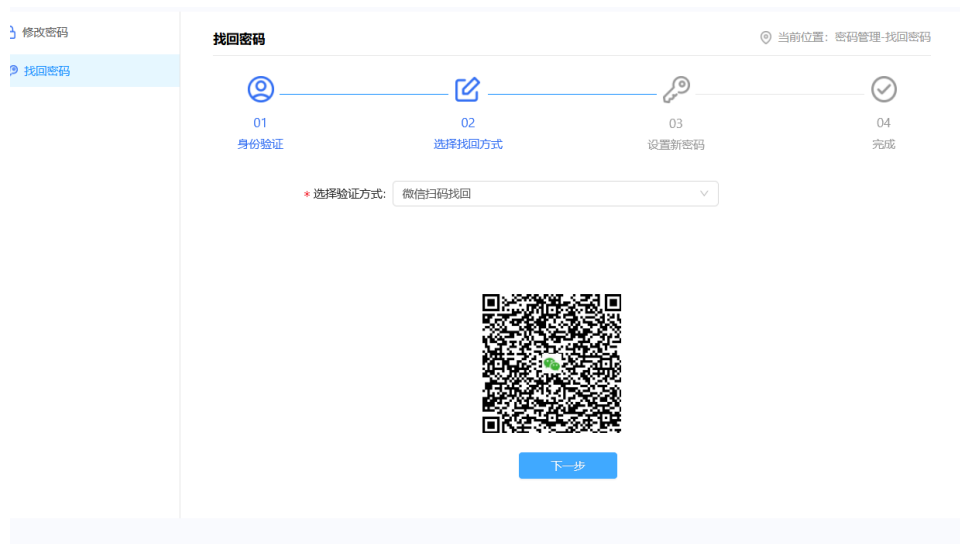 修改密码
找回密码
找回密码
当前位置：密码管理-找回密码
01
02
03
04
身份验证
选择找回方式
设置新密码
完成
* 选择验证方式:
微信扫码找回
下一步